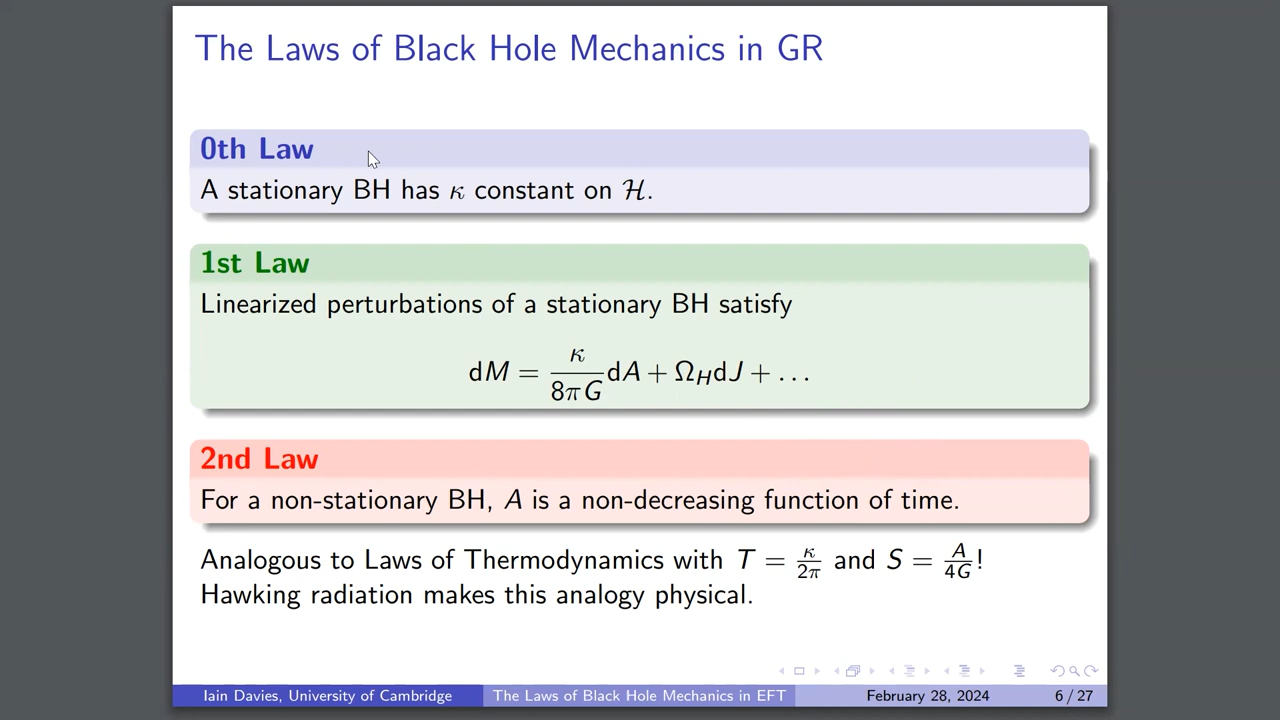 The Laws of Black Hole Mechanics in GR
0th Law
A stationary BH has κ constant on ℋ.
1st Law
Linearized perturbations of a stationary BH satisfy
dM = κ/8πG dA + Ω_H dJ + ...
2nd Law
For a non-stationary BH, A is a non-decreasing function of time.
Analogous to Laws of Thermodynamics with T = κ/2π and S = A/4G!
Hawking radiation makes this analogy physical.
Iain Davies, University of Cambridge The Laws of Black Hole Mechanics in EFT February 28, 2024 6 / 27